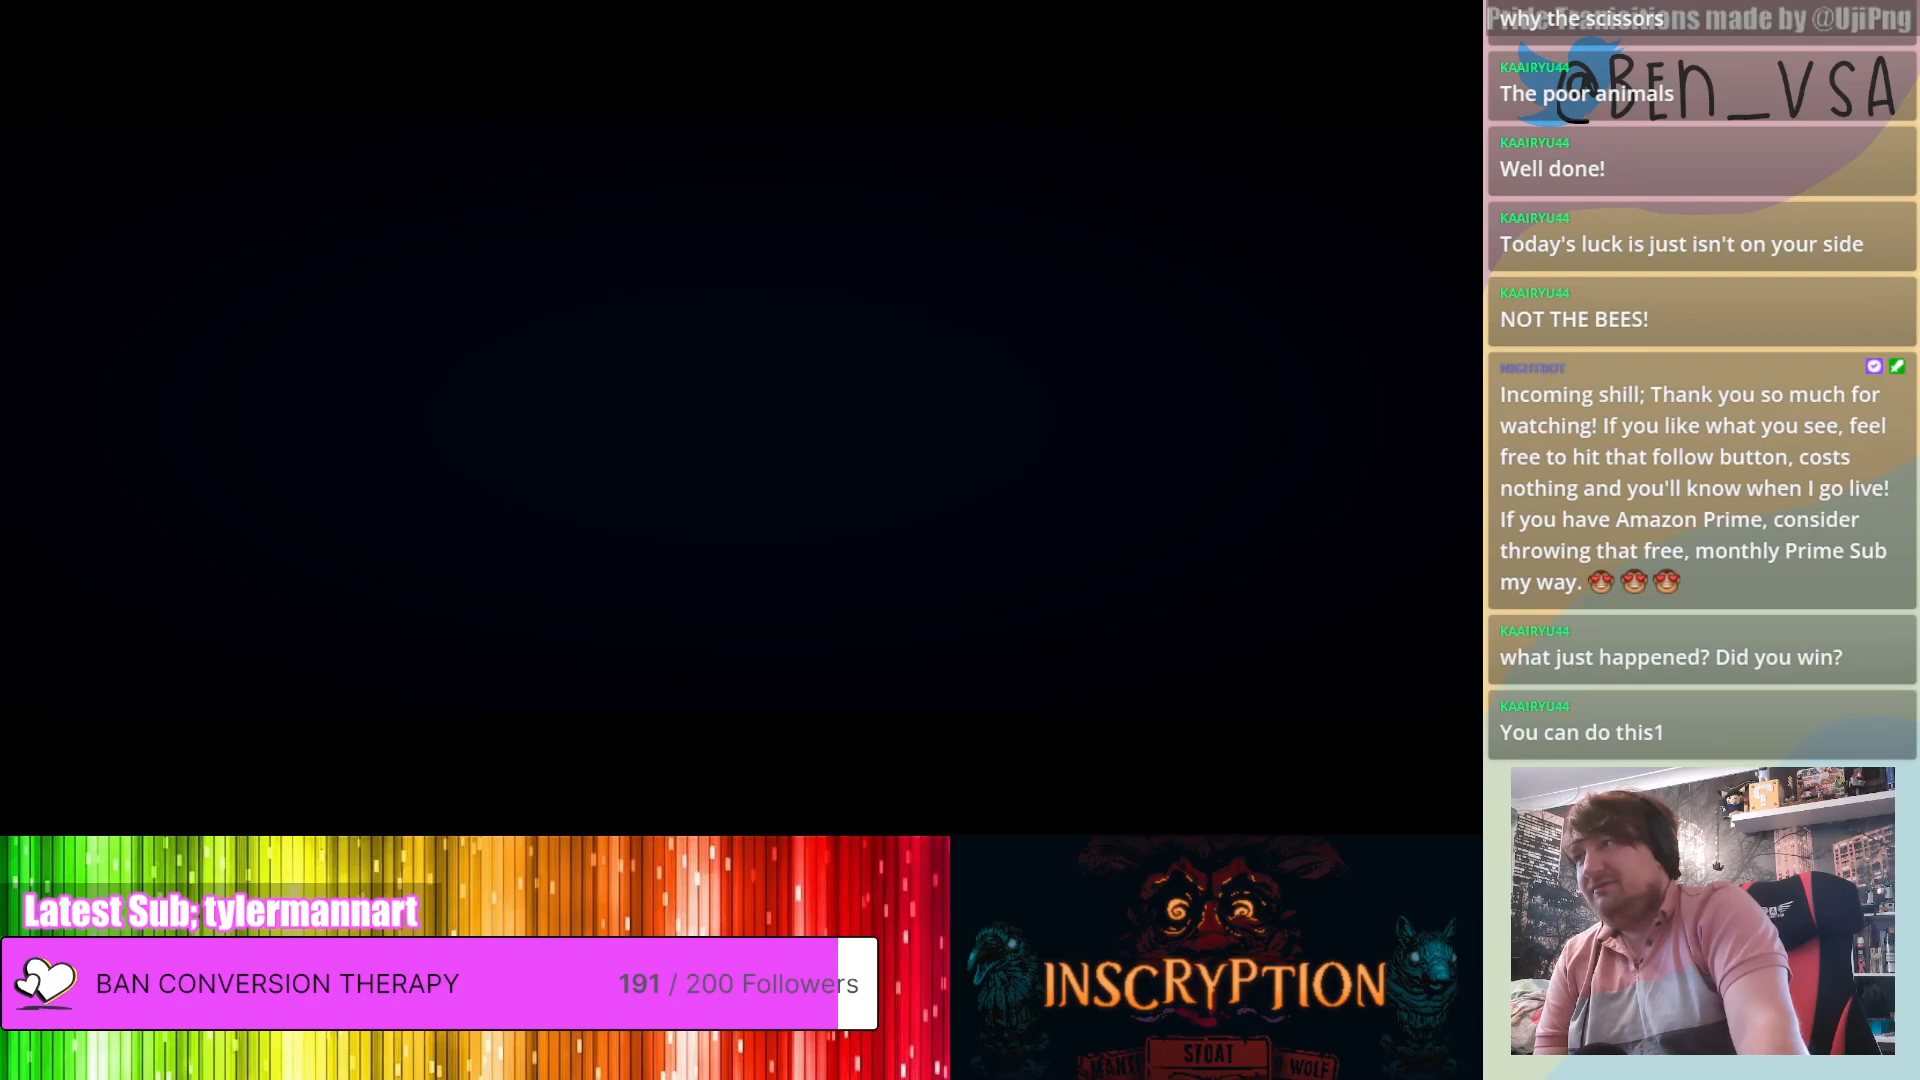 why the scissors
Pride Transitions made by @UjiPng
@BEN_VSA
KAAIRYU44
The poor animals
KAAIRYU44
Well done!
KAAIRYU44
Today's luck is just isn't on your side
KAAIRYU44
NOT THE BEES!
NIGHTBOT
Incoming shill; Thank you so much for
watching! If you like what you see, feel
free to hit that follow button, costs
nothing and you'll know when I go live!
If you have Amazon Prime, consider
throwing that free, monthly Prime Sub
my way.
KAAIRYU44
what just happened? Did you win?
KAAIRYU44
You can do this1
Latest Sub; tylermannart
BAN CONVERSION THERAPY
191 / 200 Followers
INSCRYPTION
STOAT
WOLF